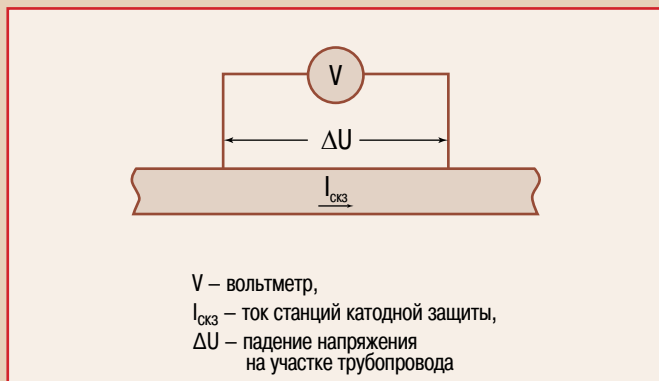 V
ΔU
Iскз
V – вольтметр,
Iскз – ток станций катодной защиты,
ΔU – падение напряжения
на участке трубопровода